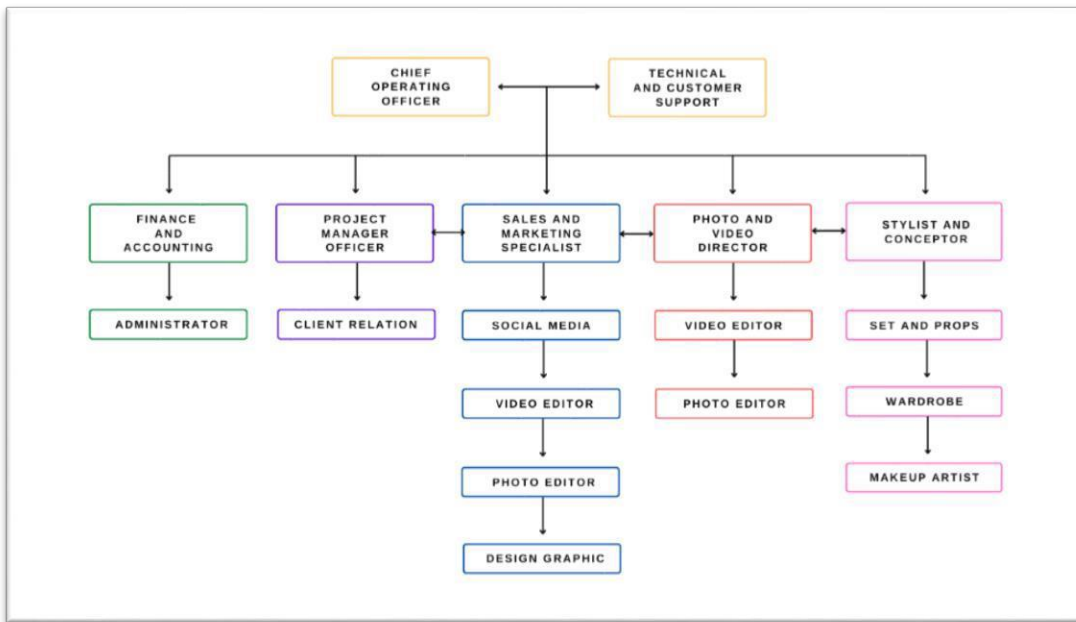 CHIEF
OPERATING
OFFICER
TECHNICAL
AND CUSTOMER
SUPPORT
FINANCE
AND
ACCOUNTING
PROJECT
MANAGER
OFFICER
SALES AND
MARKETING
SPECIALIST
PHOTO AND
VIDEO
DIRECTOR
STYLIST AND
CONCEPTOR
ADMINISTRATOR
CLIENT RELATION
SOCIAL MEDIA
VIDEO EDITOR
SET AND PROPS
VIDEO EDITOR
PHOTO EDITOR
WARDROBE
PHOTO EDITOR
MAKEUP ARTIST
DESIGN GRAPHIC